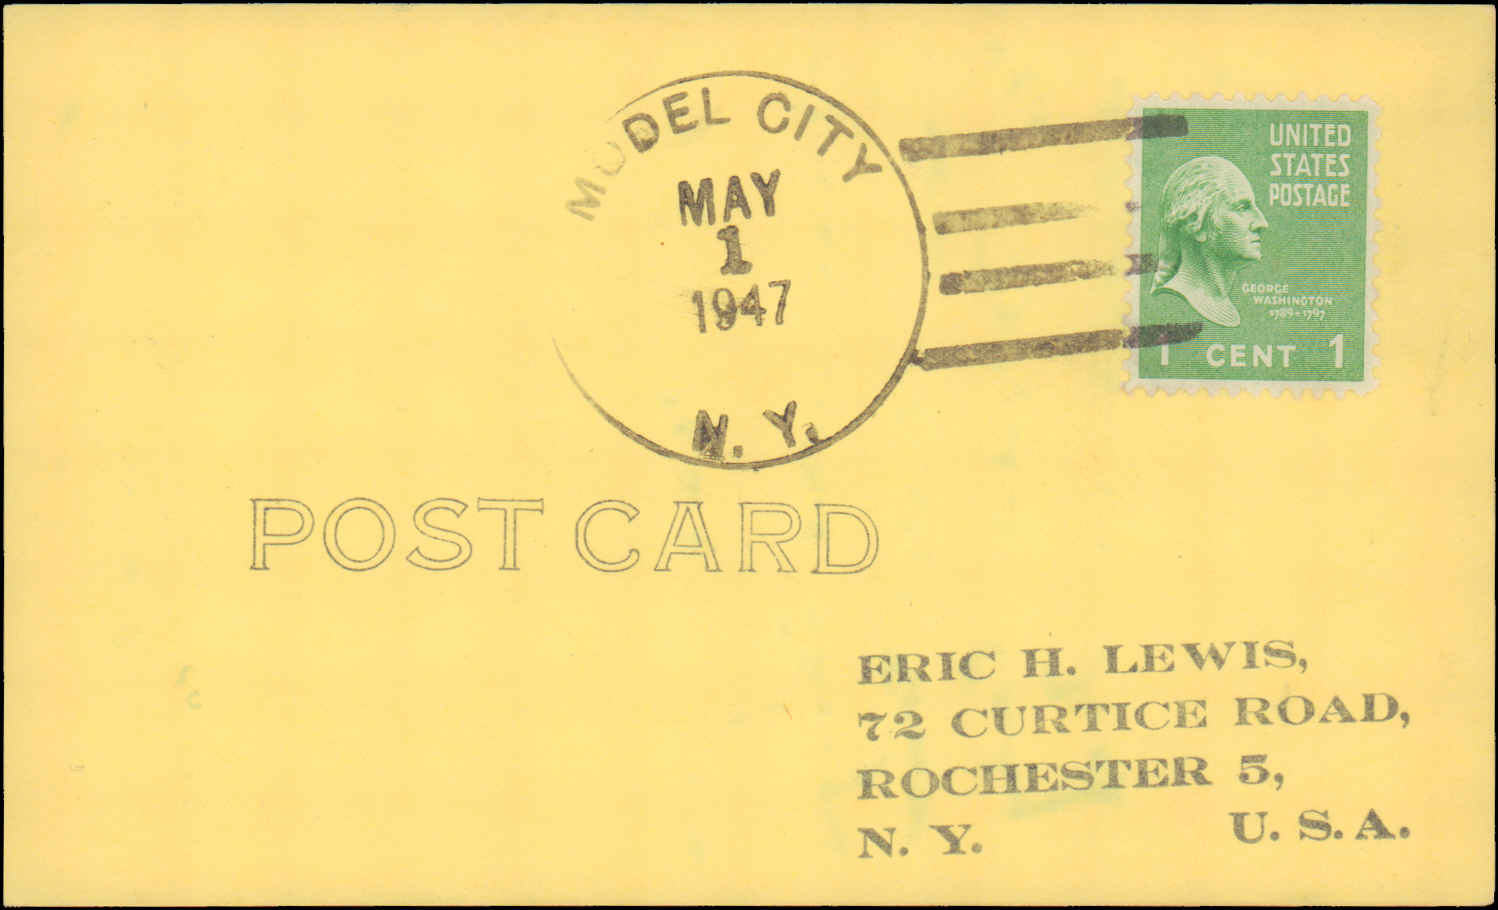 MODEL CITY
MAY
1
1947
N. Y.
UNITED
STATES
POSTAGE
GEORGE
WASHINGTON
1789-1797
1 CENT 1
POST CARD
ERIC H. LEWIS,
72 CURTICE ROAD,
ROCHESTER 5,
N. Y. U. S. A.